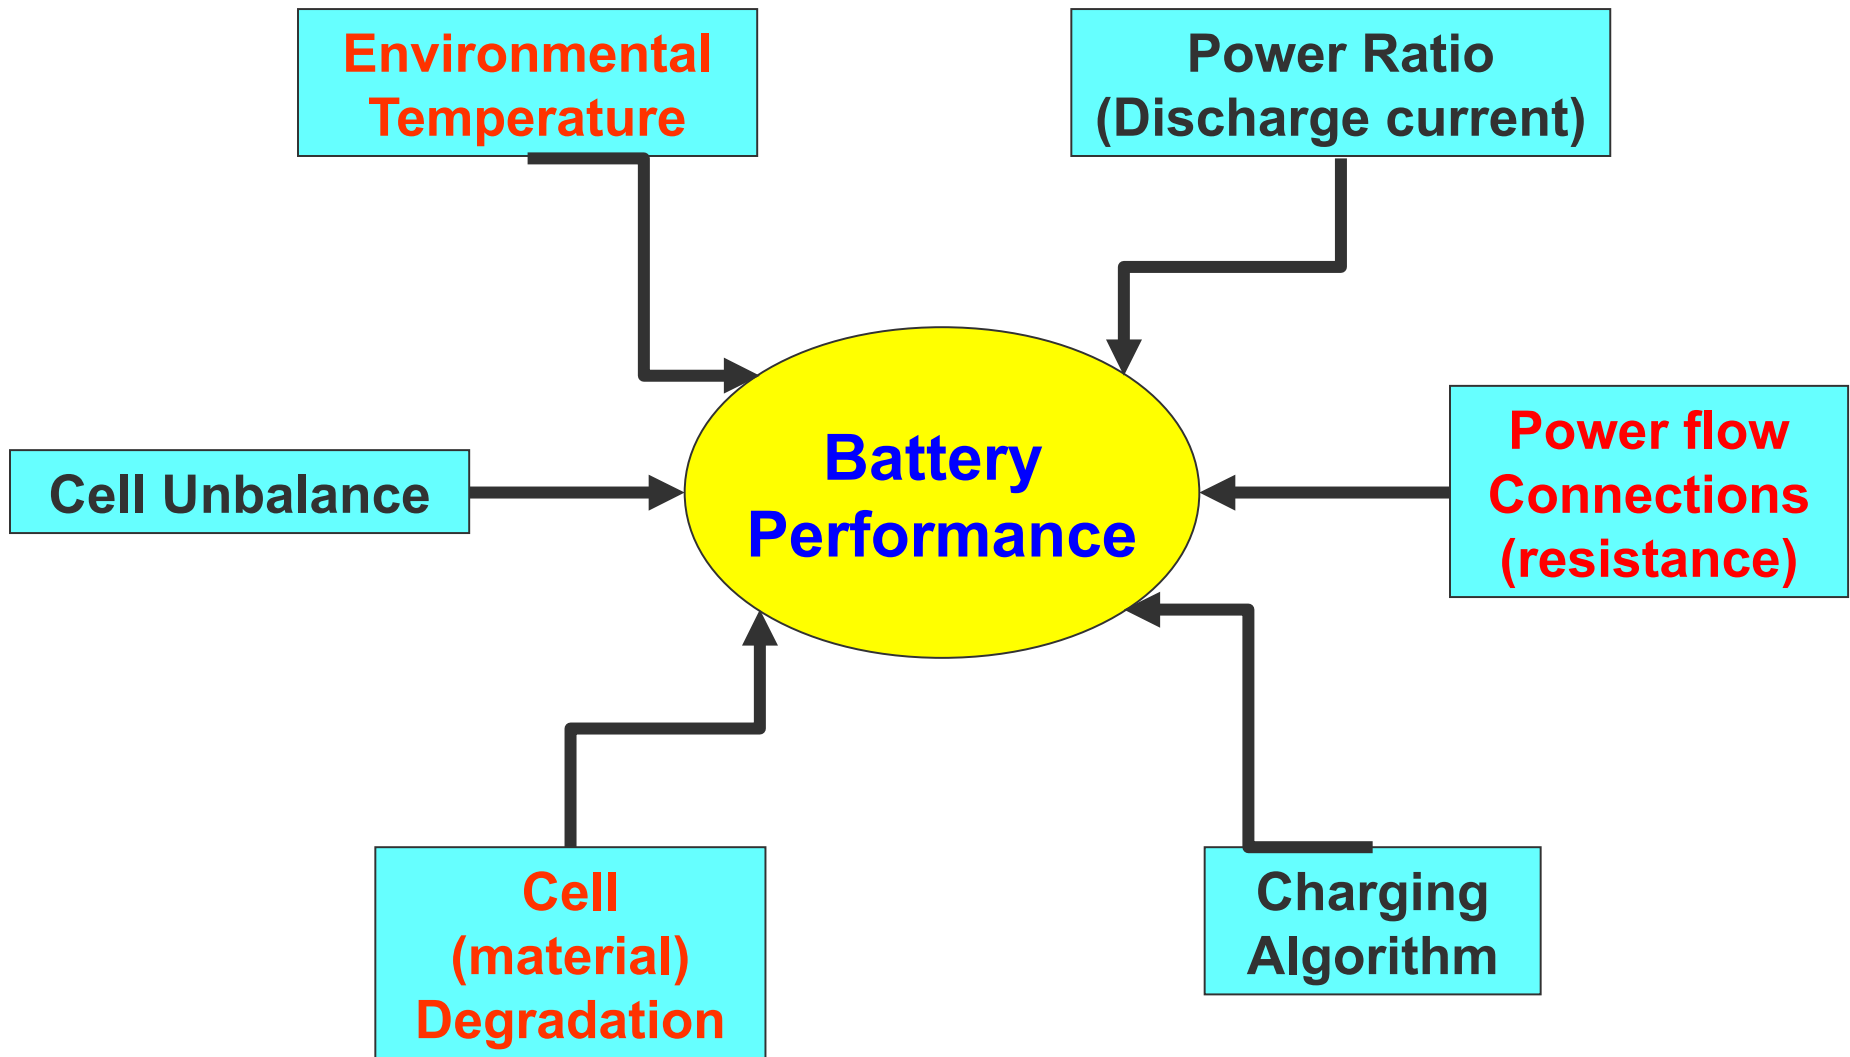 Environmental
Temperature
Power Ratio
(Discharge current)
Cell Unbalance
Battery
Performance
Power flow
Connections
(resistance)
Cell
(material)
Degradation
Charging
Algorithm